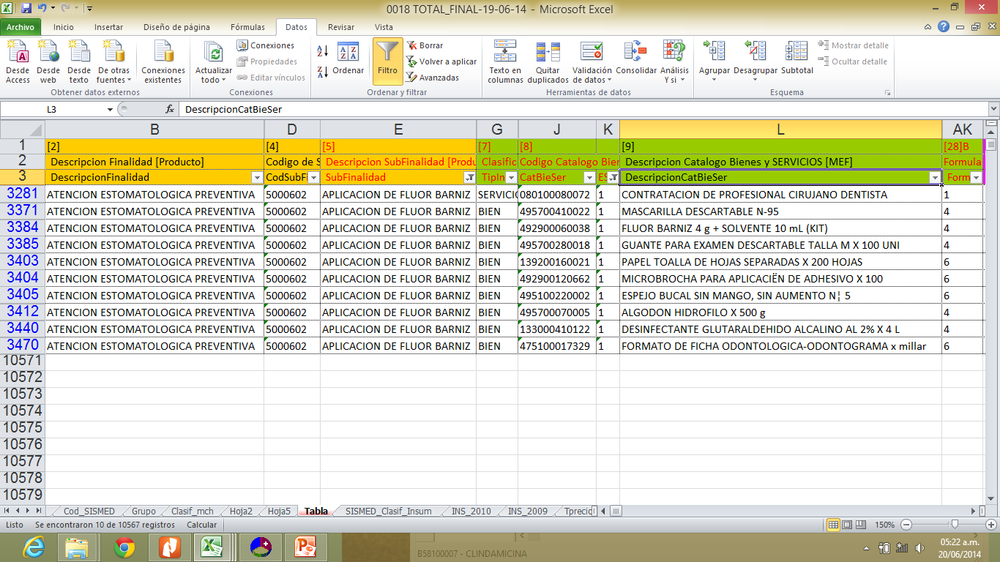 0018 TOTAL_FINAL-19-06-14 - Microsoft Excel
Archivo Inicio Insertar Diseño de página Fórmulas Datos Revisar Vista
Desde Access Desde web Desde texto De otras fuentes Conexiones existentes Actualizar todo Conexiones Propiedades Editar vínculos Ordenar Filtro Borrar Volver a aplicar Avanzadas Texto en columnas Quitar duplicados Validación de datos Consolidar Análisis Y si Agrupar Desagrupar Subtotal Mostrar detalle Ocultar detalle
Obtener datos externos Conexiones Ordenar y filtrar Herramientas de datos Esquema
L3 fx DescripcionCatBieSer
B D E G J K L AK
1 [2] [4] [5] [7] [8] [9] [28]B
2 Descripcion Finalidad [Producto] Codigo de S Descripcion SubFinalidad [Produ Clasific Codigo Catalogo Bien Descripcion Catalogo Bienes y SERVICIOS [MEF] Formula
3 DescripcionFinalidad CodSubFi SubFinalidad TipIn CatBieSer ES DescripcionCatBieSer Form
3281 ATENCION ESTOMATOLOGICA PREVENTIVA 5000602 APLICACION DE FLUOR BARNIZ SERVICIO 080100080072 1 CONTRATACION DE PROFESIONAL CIRUJANO DENTISTA 1
3371 ATENCION ESTOMATOLOGICA PREVENTIVA 5000602 APLICACION DE FLUOR BARNIZ BIEN 495700410022 1 MASCARILLA DESCARTABLE N-95 4
3384 ATENCION ESTOMATOLOGICA PREVENTIVA 5000602 APLICACION DE FLUOR BARNIZ BIEN 492900060038 1 FLUOR BARNIZ 4 g + SOLVENTE 10 mL (KIT) 4
3385 ATENCION ESTOMATOLOGICA PREVENTIVA 5000602 APLICACION DE FLUOR BARNIZ BIEN 495700280018 1 GUANTE PARA EXAMEN DESCARTABLE TALLA M X 100 UNI 4
3403 ATENCION ESTOMATOLOGICA PREVENTIVA 5000602 APLICACION DE FLUOR BARNIZ BIEN 139200160021 1 PAPEL TOALLA DE HOJAS SEPARADAS X 200 HOJAS 6
3404 ATENCION ESTOMATOLOGICA PREVENTIVA 5000602 APLICACION DE FLUOR BARNIZ BIEN 492900120662 1 MICROBROCHA PARA APLICACIËN DE ADHESIVO X 100 6
3405 ATENCION ESTOMATOLOGICA PREVENTIVA 5000602 APLICACION DE FLUOR BARNIZ BIEN 495100220002 1 ESPEJO BUCAL SIN MANGO, SIN AUMENTO N¦ 5 6
3412 ATENCION ESTOMATOLOGICA PREVENTIVA 5000602 APLICACION DE FLUOR BARNIZ BIEN 495700070005 1 ALGODON HIDROFILO X 500 g 4
3440 ATENCION ESTOMATOLOGICA PREVENTIVA 5000602 APLICACION DE FLUOR BARNIZ BIEN 133000410122 1 DESINFECTANTE GLUTARALDEHIDO ALCALINO AL 2% X 4 L 4
3470 ATENCION ESTOMATOLOGICA PREVENTIVA 5000602 APLICACION DE FLUOR BARNIZ BIEN 475100017329 1 FORMATO DE FICHA ODONTOLOGICA-ODONTOGRAMA x millar 6
10571
10572
10573
10574
10575
10576
10577
10578
10579
Cod_SISMED Grupo Clasif_mch Hoja2 Hoja5 Tabla SISMED_Clasif_Insum INS_2010 INS_2009 Tprecio
Listo Se encontraron 10 de 10567 registros Calcular 150%
05:22 a.m.
B58100007 - CLINDAMICINA 20/06/2014